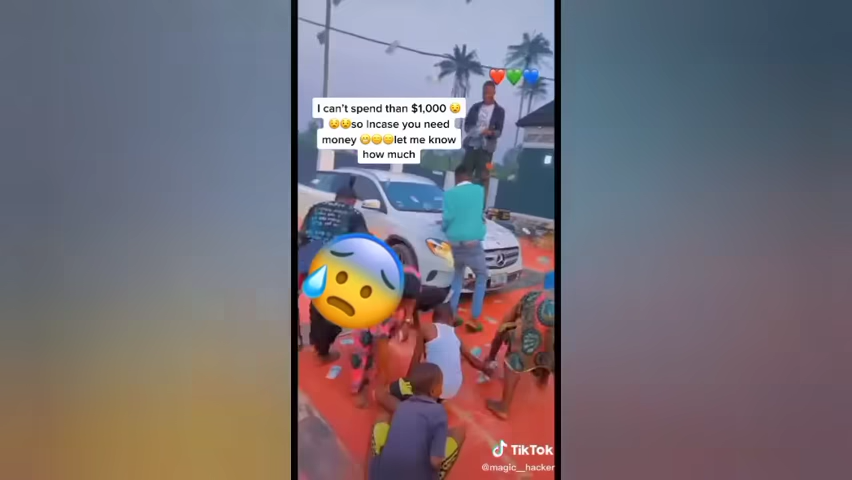 I can't spend than $1,000 😌
😌😌so Incase you need
money 😁😋😋let me know
how much
TikTok
@magic__hacker